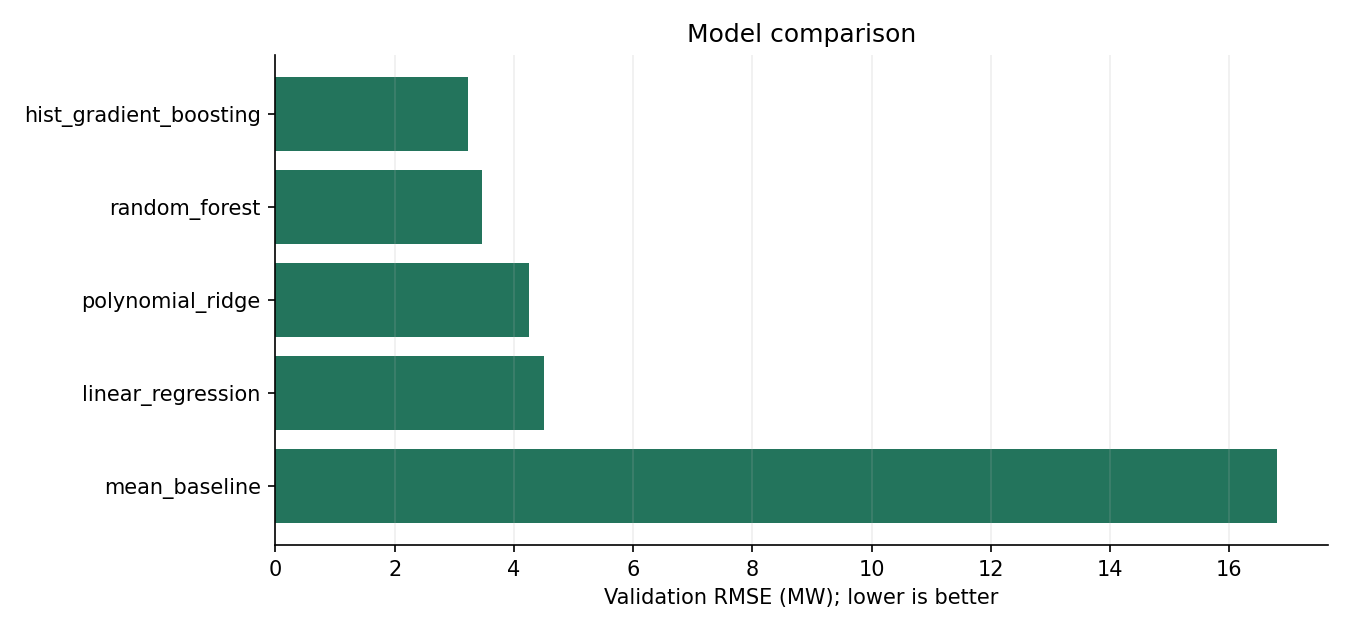 Model comparison
hist_gradient_boosting
random_forest
polynomial_ridge
linear_regression
mean_baseline
0 2 4 6 8 10 12 14 16
Validation RMSE (MW); lower is better